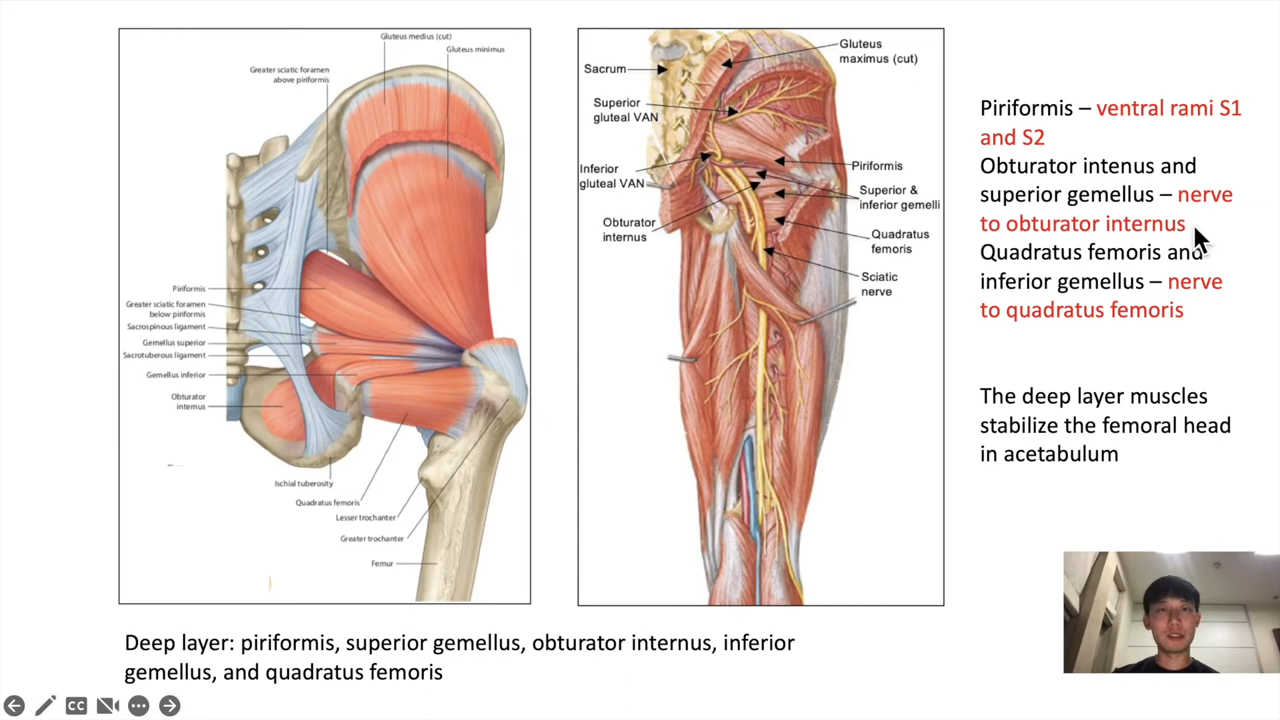 Gluteus medius (cut)
Gluteus minimus
Greater sciatic foramen
above piriformis
Piriformis
Greater sciatic foramen
below piriformis
Sacrospinous ligament
Gemellus superior
Sacrotuberous ligament
Gemellus inferior
Obturator
internus
Ischial tuberosity
Quadratus femoris
Lesser trochanter
Greater trochanter
Femur
Gluteus
maximus (cut)
Sacrum
Superior
gluteal VAN
Inferior
gluteal VAN
Piriformis
Superior &
inferior gemelli
Obturator
internus
Quadratus
femoris
Sciatic
nerve
Piriformis – ventral rami S1
and S2
Obturator intenus and
superior gemellus – nerve
to obturator internus
Quadratus femoris and
inferior gemellus – nerve
to quadratus femoris
The deep layer muscles
stabilize the femoral head
in acetabulum
Deep layer: piriformis, superior gemellus, obturator internus, inferior
gemellus, and quadratus femoris
CC